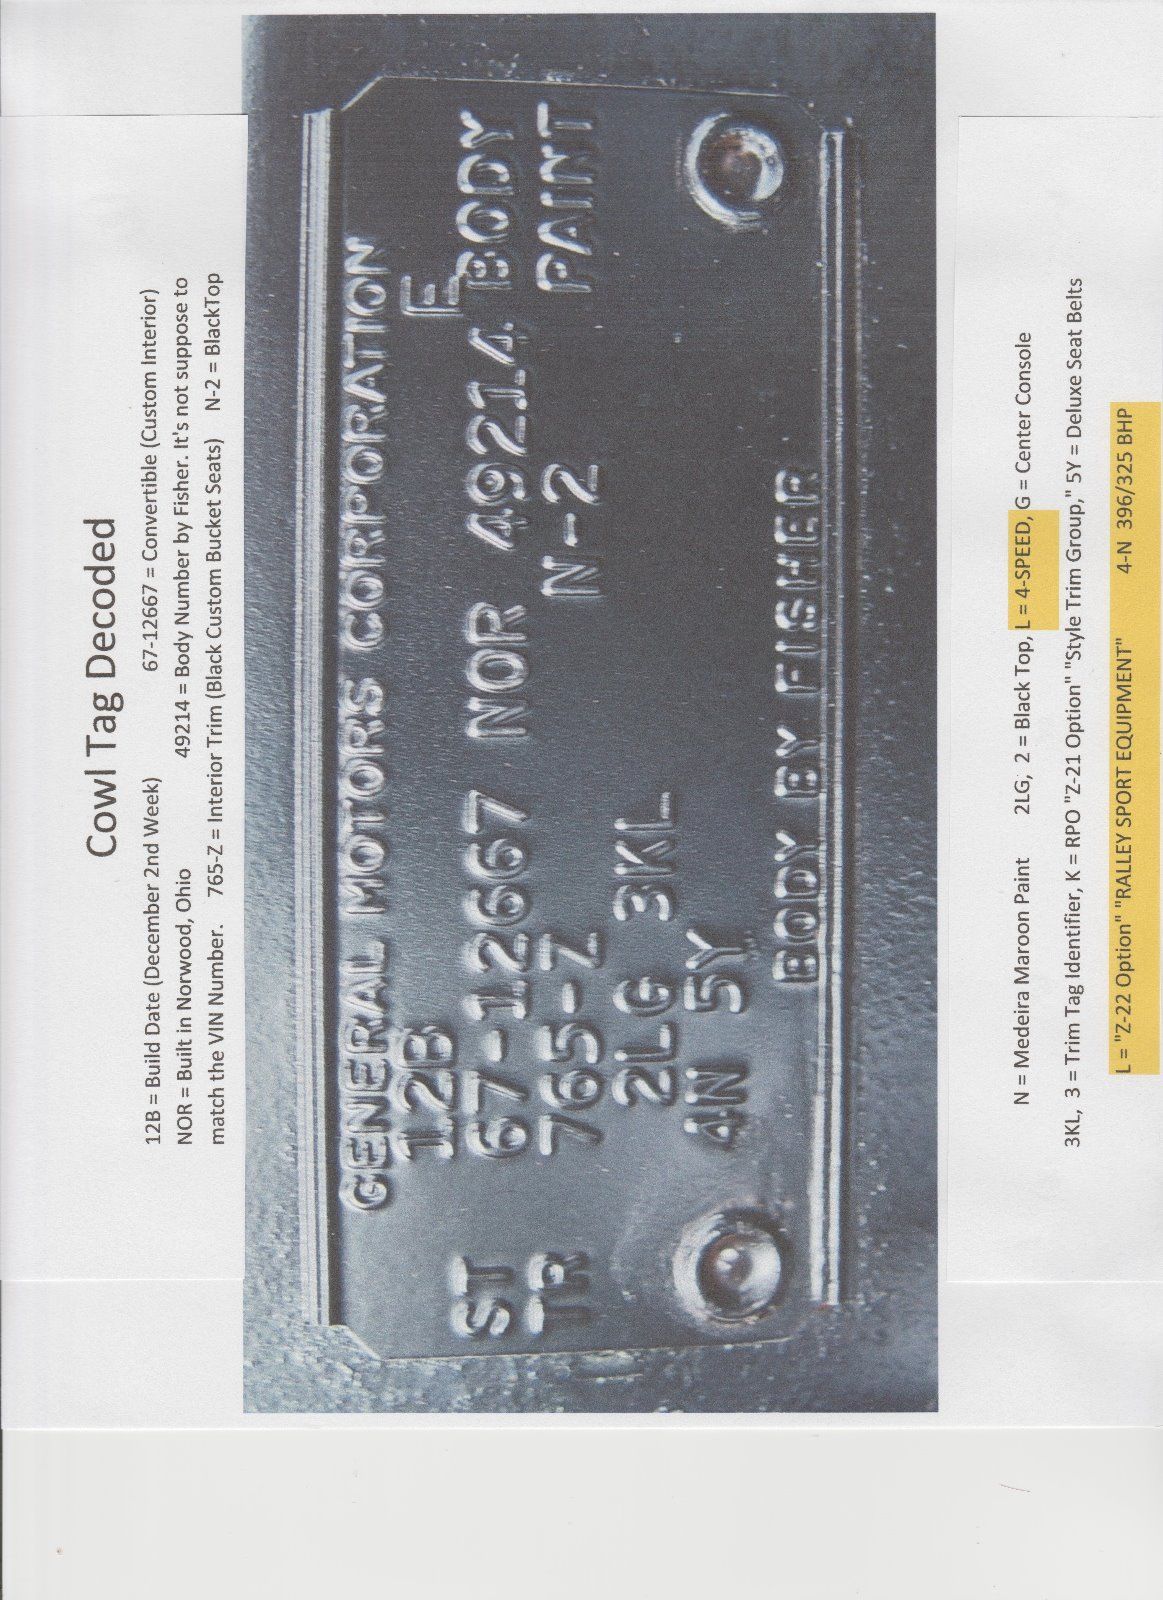 Cowl Tag Decoded
12B = Build Date (December 2nd Week) 67-12667 = Convertible (Custom Interior)
NOR = Built in Norwood, Ohio 49214 = Body Number by Fisher. It's not suppose to
match the VIN Number. 765-Z = Interior Trim (Black Custom Bucket Seats) N-2 = BlackTop
GENERAL MOTORS CORPORATION
12B E
ST 67-12667 NOR 49214 BODY
TR 765-Z N-2 PAINT
2LG 3KL
4N 5Y
BODY BY FISHER
N = Medeira Maroon Paint 2LG, 2 = Black Top, L = 4-SPEED, G = Center Console
3KL, 3 = Trim Tag Identifier, K = RPO "Z-21 Option" "Style Trim Group," 5Y = Deluxe Seat Belts
L = "Z-22 Option" "RALLEY SPORT EQUIPMENT" 4-N 396/325 BHP